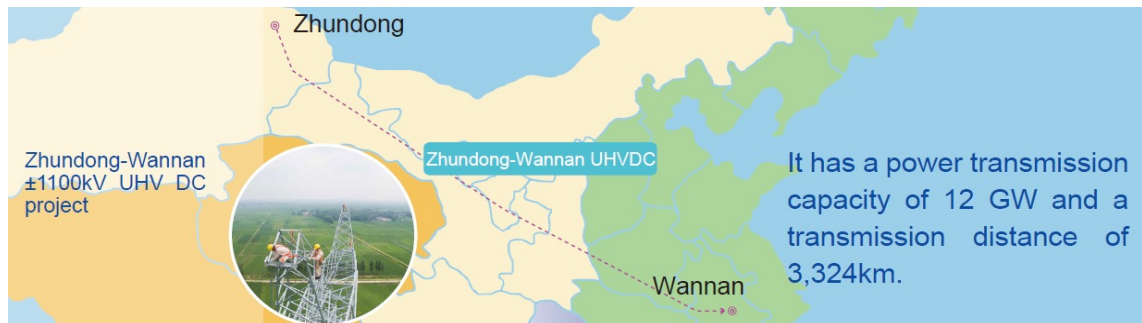 Zhundong
Zhundong-Wannan
±1100kV UHV DC
project
Zhundong-Wannan UHVDC
It has a power transmission
capacity of 12 GW and a
transmission distance of
3,324km.
Wannan